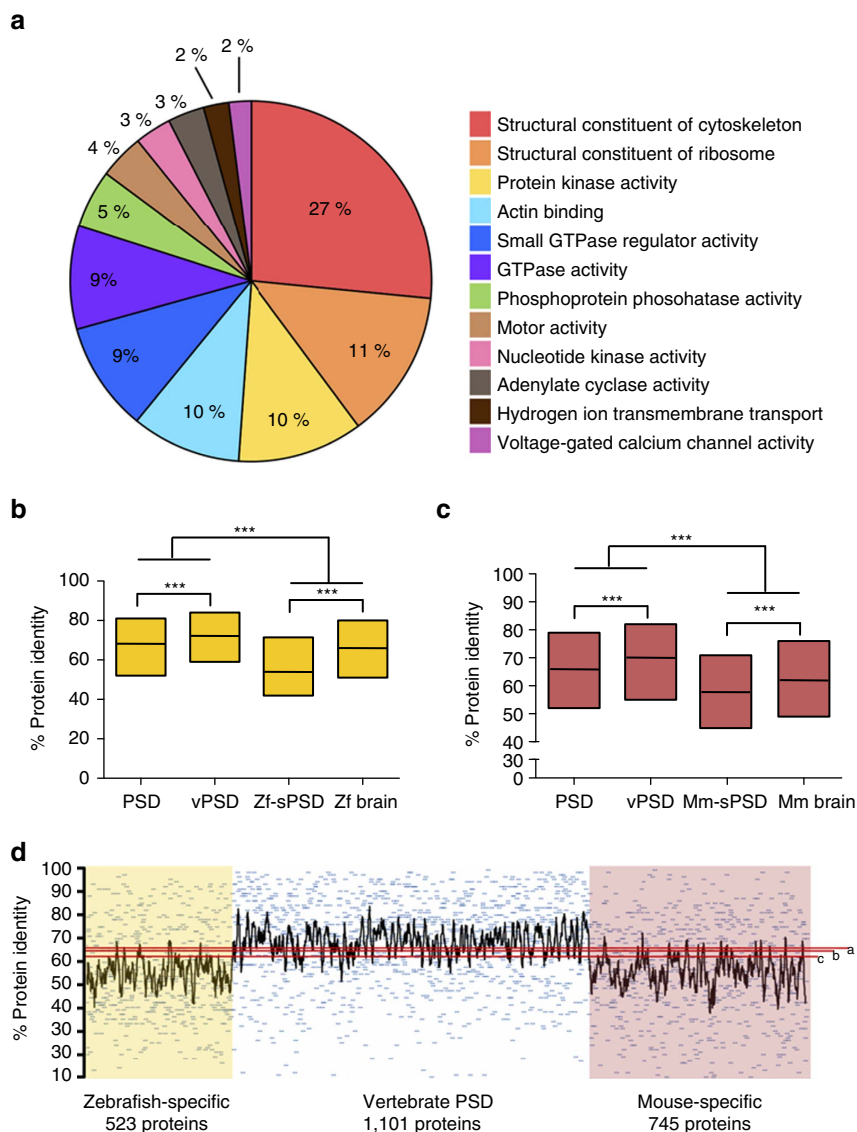 a
2 %
2 %
3 %
3 %
4 %
5 %
9%
9%
10 %
10 %
11 %
27 %
Structural constituent of cytoskeleton
Structural constituent of ribosome
Protein kinase activity
Actin binding
Small GTPase regulator activity
GTPase activity
Phosphoprotein phosohatase activity
Motor activity
Nucleotide kinase activity
Adenylate cyclase activity
Hydrogen ion transmembrane transport
Voltage-gated calcium channel activity
b
% Protein identity
100
80
60
40
20
0
***
***
***
PSD vPSD Zf-sPSD Zf brain
c
% Protein identity
100
90
80
70
60
50
40
30
0
***
***
***
PSD vPSD Mm-sPSD Mm brain
d
% Protein identity
100
90
80
70
60
50
40
30
30
10
a
b
c
Zebrafish-specific
523 proteins
Vertebrate PSD
1,101 proteins
Mouse-specific
745 proteins